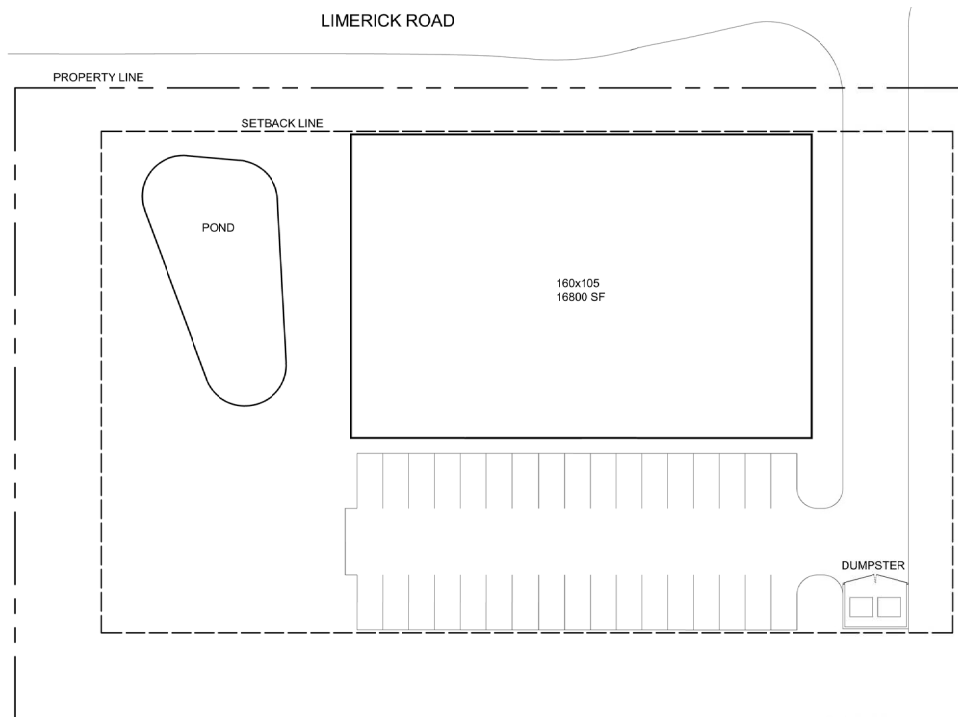 LIMERICK ROAD
PROPERTY LINE
SETBACK LINE
POND
160x105
16800 SF
DUMPSTER